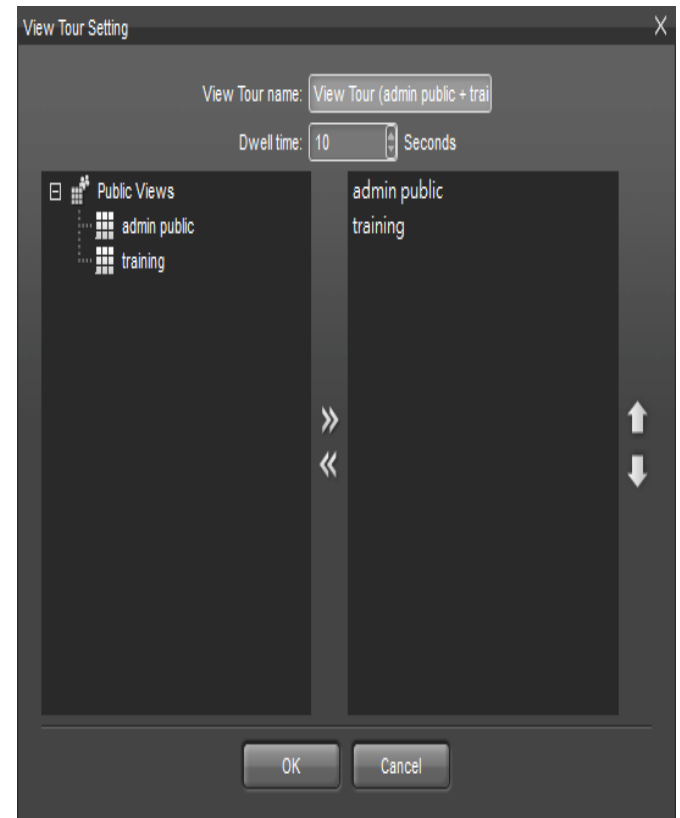 View Tour Setting
View Tour name: View Tour (admin public + trai
Dwell time: 10 Seconds
Public Views
admin public
training
admin public
training
OK Cancel